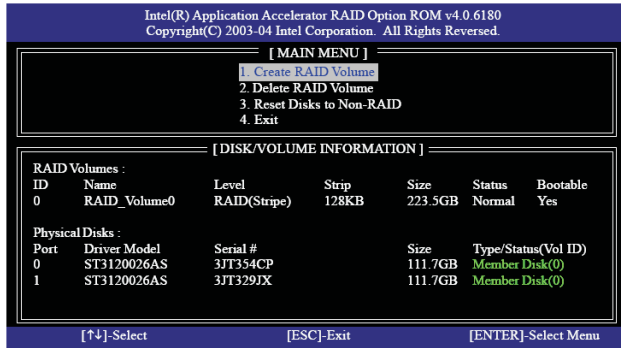 Intel(R) Application Accelerator RAID Option ROM v4.0.6180
Copyright(C) 2003-04 Intel Corporation. All Rights Reversed.
[ MAIN MENU ]
1. Create RAID Volume
2. Delete RAID Volume
3. Reset Disks to Non-RAID
4. Exit
[ DISK/VOLUME INFORMATION ]
RAID Volumes :
ID Name Level Strip Size Status Bootable
0 RAID_Volume0 RAID(Stripe) 128KB 223.5GB Normal Yes
Physical Disks :
Port Driver Model Serial # Size Type/Status(Vol ID)
0 ST3120026AS 3JT354CP 111.7GB Member Disk(0)
1 ST3120026AS 3JT329JX 111.7GB Member Disk(0)
[↑↓]-Select [ESC]-Exit [ENTER]-Select Menu